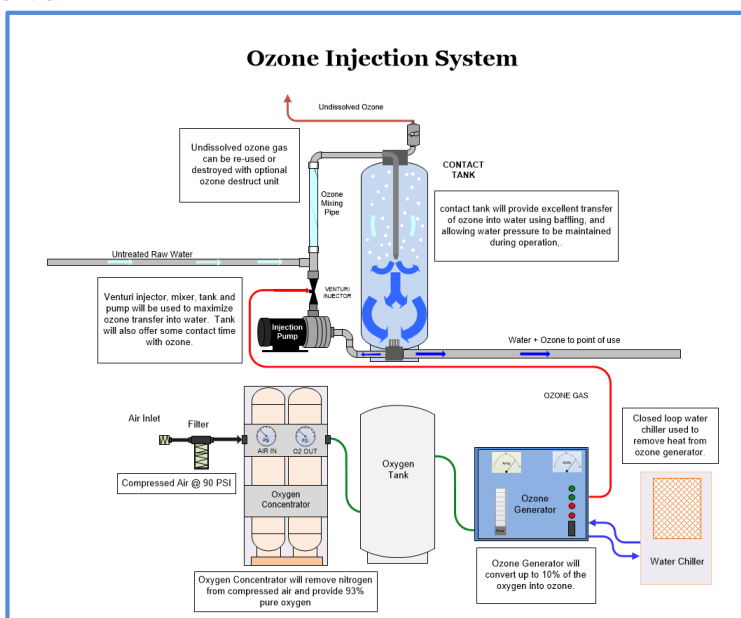 Ozone Injection System
Undissolved Ozone
Undissolved ozone gas
can be re-used or
destroyed with optional
ozone destruct unit
Ozone
Mixing
Pipe
CONTACT
TANK
contact tank will provide excellent transfer
of ozone into water using baffling, and
allowing water pressure to be maintained
during operation,.
Untreated Raw Water
Venturi injector, mixer, tank and
pump will be used to maximize
ozone transfer into water. Tank
will also offer some contact time
with ozone.
VENTURI
INJECTOR
Injection
Pump
Water + Ozone to point of use
OZONE GAS
Air Inlet
Filter
Compressed Air @ 90 PSI
PSI
PSI
AIR IN
O2 OUT
Oxygen
Concentrator
Oxygen
Tank
Amp
Volts
Ozone
Generator
Flow
Closed loop water
chiller used to
remove heat from
ozone generator.
Water Chiller
Oxygen Concentrator will remove nitrogen
from compressed air and provide 93%
pure oxygen
Ozone Generator will
convert up to 10% of the
oxygen into ozone.